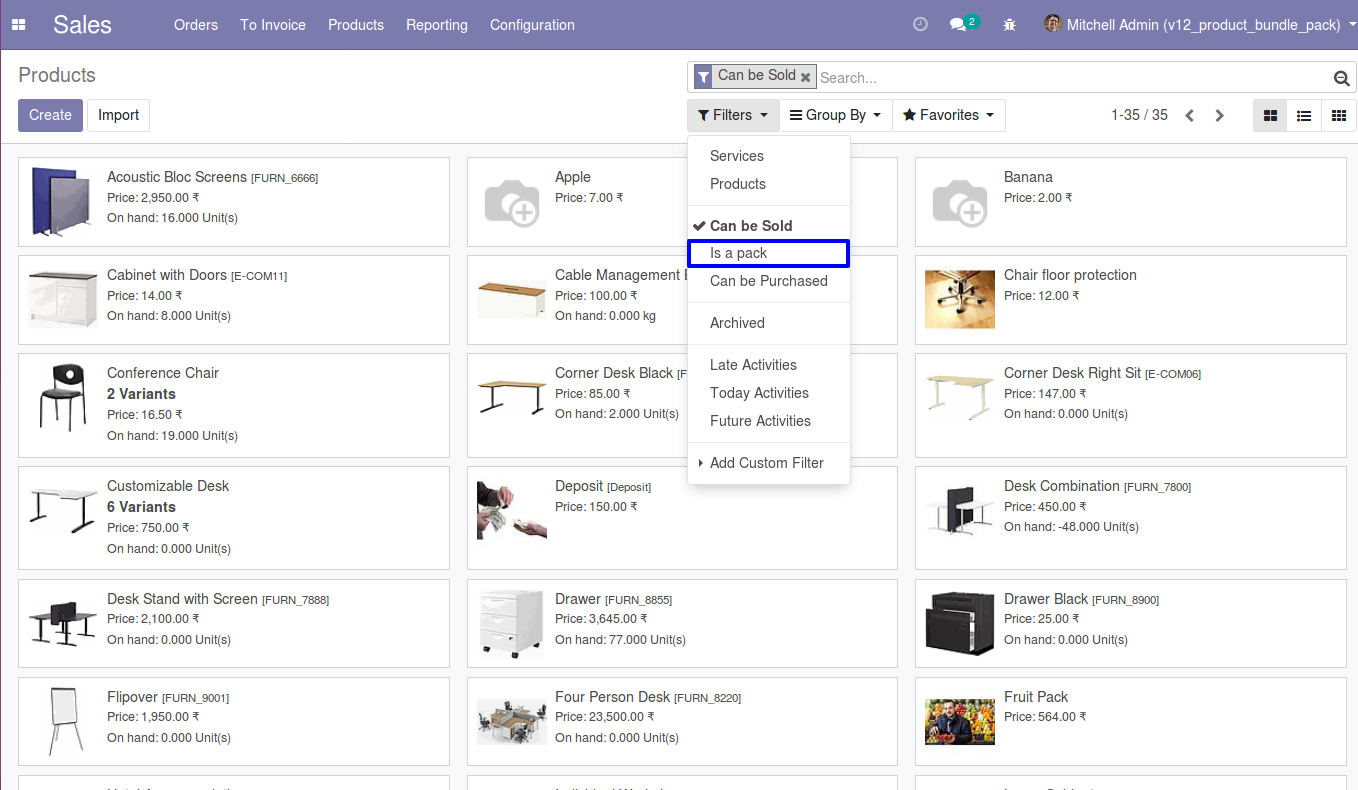 Sales Orders To Invoice Products Reporting Configuration 2 Mitchell Admin (v12_product_bundle_pack)
Products
Can be Sold Search...
Create Import Filters Group By Favorites 1-35 / 35
Services
Products
Can be Sold
Is a pack
Can be Purchased
Archived
Late Activities
Today Activities
Future Activities
Add Custom Filter
Acoustic Bloc Screens [FURN_6666]
Price: 2,950.00 ₹
On hand: 16.000 Unit(s)
Apple
Price: 7.00 ₹
Banana
Price: 2.00 ₹
Cabinet with Doors [E-COM11]
Price: 14.00 ₹
On hand: 8.000 Unit(s)
Cable Management
Price: 100.00 ₹
On hand: 0.000 kg
Chair floor protection
Price: 12.00 ₹
Conference Chair
2 Variants
Price: 16.50 ₹
On hand: 19.000 Unit(s)
Corner Desk Black
Price: 85.00 ₹
On hand: 2.000 Unit(s)
Corner Desk Right Sit [E-COM06]
Price: 147.00 ₹
On hand: 0.000 Unit(s)
Customizable Desk
6 Variants
Price: 750.00 ₹
On hand: 0.000 Unit(s)
Deposit [Deposit]
Price: 150.00 ₹
Desk Combination [FURN_7800]
Price: 450.00 ₹
On hand: -48.000 Unit(s)
Desk Stand with Screen [FURN_7888]
Price: 2,100.00 ₹
On hand: 0.000 Unit(s)
Drawer [FURN_8855]
Price: 3,645.00 ₹
On hand: 77.000 Unit(s)
Drawer Black [FURN_8900]
Price: 25.00 ₹
On hand: 0.000 Unit(s)
Flipover [FURN_9001]
Price: 1,950.00 ₹
On hand: 0.000 Unit(s)
Four Person Desk [FURN_8220]
Price: 23,500.00 ₹
On hand: 0.000 Unit(s)
Fruit Pack
Price: 564.00 ₹